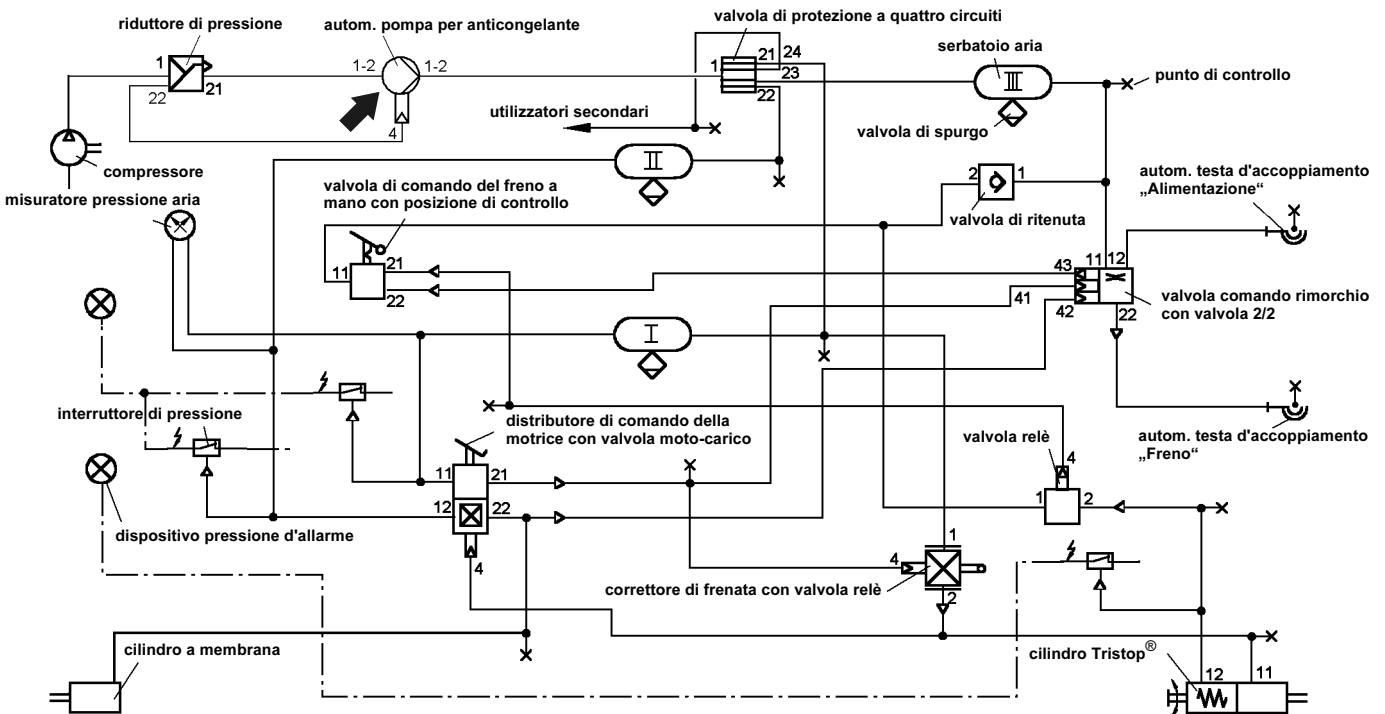 riduttore di pressione
autom. pompa per anticongelante
valvola di protezione a quattro circuiti
serbatoio aria
1
21
22
1-2
1-2
4
1
21 24
23
22
III
punto di controllo
utilizzatori secondari
valvola di spurgo
compressore
II
misuratore pressione aria
valvola di comando del freno a
mano con posizione di controllo
2
1
valvola di ritenuta
autom. testa d'accoppiamento
„Alimentazione“
11
21
22
43
11 12
41
42
22
valvola comando rimorchio
con valvola 2/2
I
interruttore di pressione
distributore di comando della
motrice con valvola moto-carico
autom. testa d'accoppiamento
„Freno“
valvola relè
4
1
2
11
21
12
22
4
dispositivo pressione d'allarme
1
4
2
correttore di frenata con valvola relè
cilindro a membrana
cilindro Tristop®
12
11